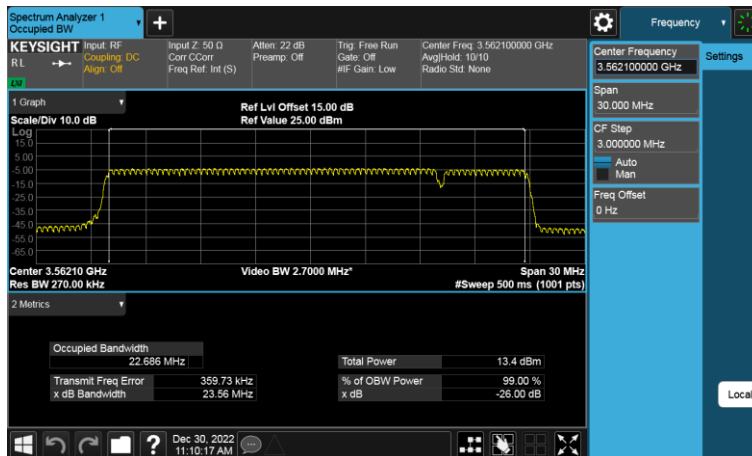 Spectrum Analyzer 1
Occupied BW
Frequency
KEYSIGHT
RL
LXI
Input: RF
Coupling: DC
Align: Off
Input Z: 50 Ω
Corr CCorr
Freq Ref: Int (S)
Atten: 22 dB
Preamp: Off
Trig: Free Run
Gate: Off
#IF Gain: Low
Center Freq: 3.562100000 GHz
Avg|Hold: 10/10
Radio Std: None
Center Frequency
3.562100000 GHz
Settings
Span
30.000 MHz
CF Step
3.000000 MHz
Auto
Man
Freq Offset
0 Hz
1 Graph
Scale/Div 10.0 dB
Ref Lvl Offset 15.00 dB
Ref Value 25.00 dBm
Log
15.0
5.00
-5.00
-15.0
-25.0
-35.0
-45.0
-55.0
-65.0
Center 3.56210 GHz
Res BW 270.00 kHz
Video BW 2.7000 MHz*
Span 30 MHz
#Sweep 500 ms (1001 pts)
2 Metrics
Occupied Bandwidth
22.686 MHz
Total Power 13.4 dBm
Transmit Freq Error 359.73 kHz
% of OBW Power 99.00 %
x dB Bandwidth 23.56 MHz
x dB -26.00 dB
Local
?
Dec 30, 2022
11:10:17 AM